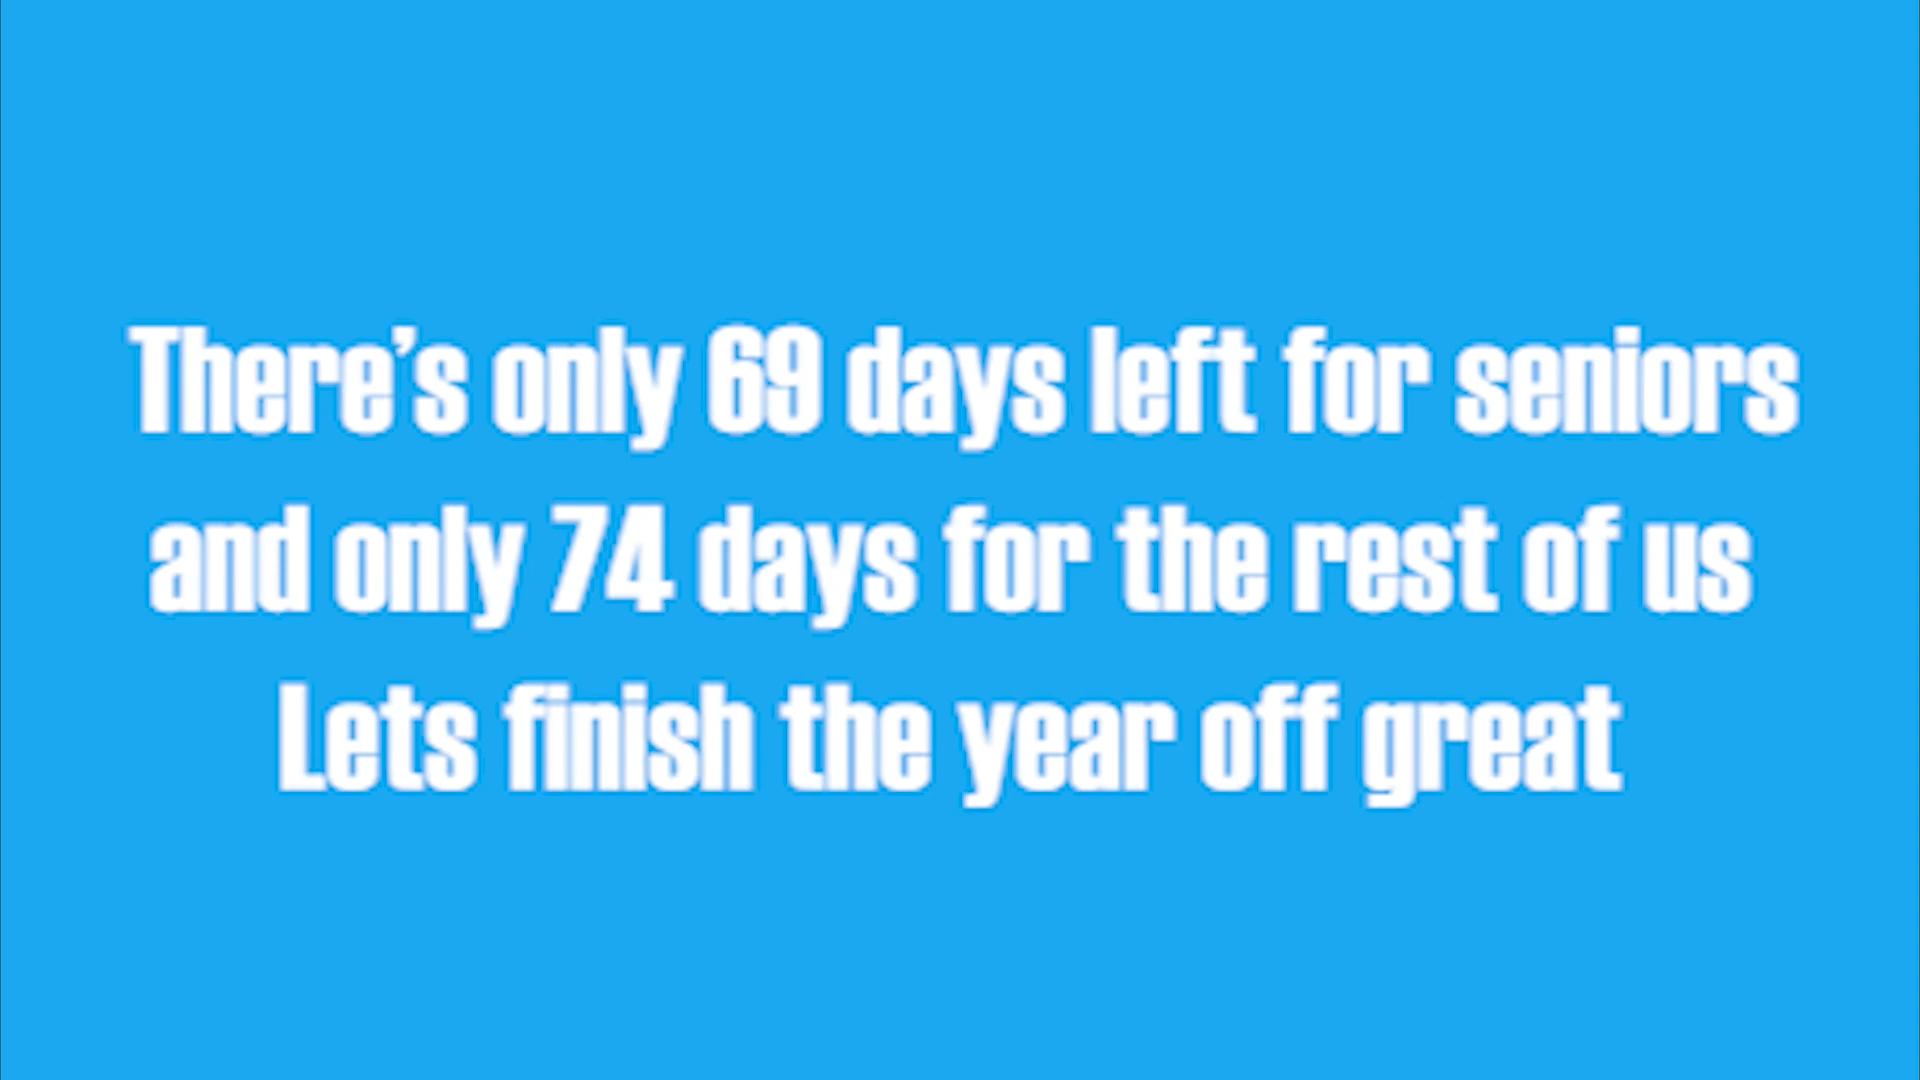 There’s only 69 days left for seniors
and only 74 days for the rest of us
Lets finish the year off great